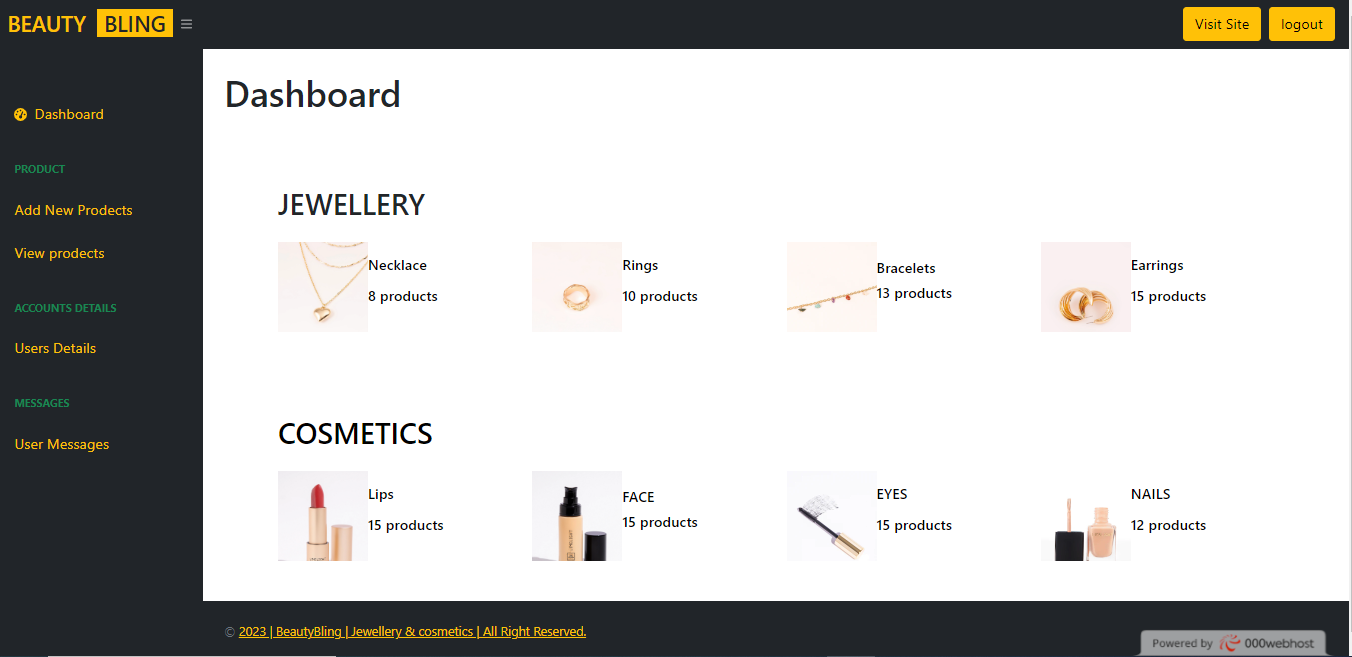 BEAUTY BLING
Visit Site
logout
Dashboard
PRODUCT
Add New Prodects
View prodects
ACCOUNTS DETAILS
Users Details
MESSAGES
User Messages
Dashboard
JEWELLERY
Necklace
8 products
Rings
10 products
Bracelets
13 products
Earrings
15 products
COSMETICS
Lips
15 products
FACE
15 products
EYES
15 products
NAILS
12 products
© 2023 | BeautyBling | Jewellery & cosmetics | All Right Reserved.
Powered by 000webhost